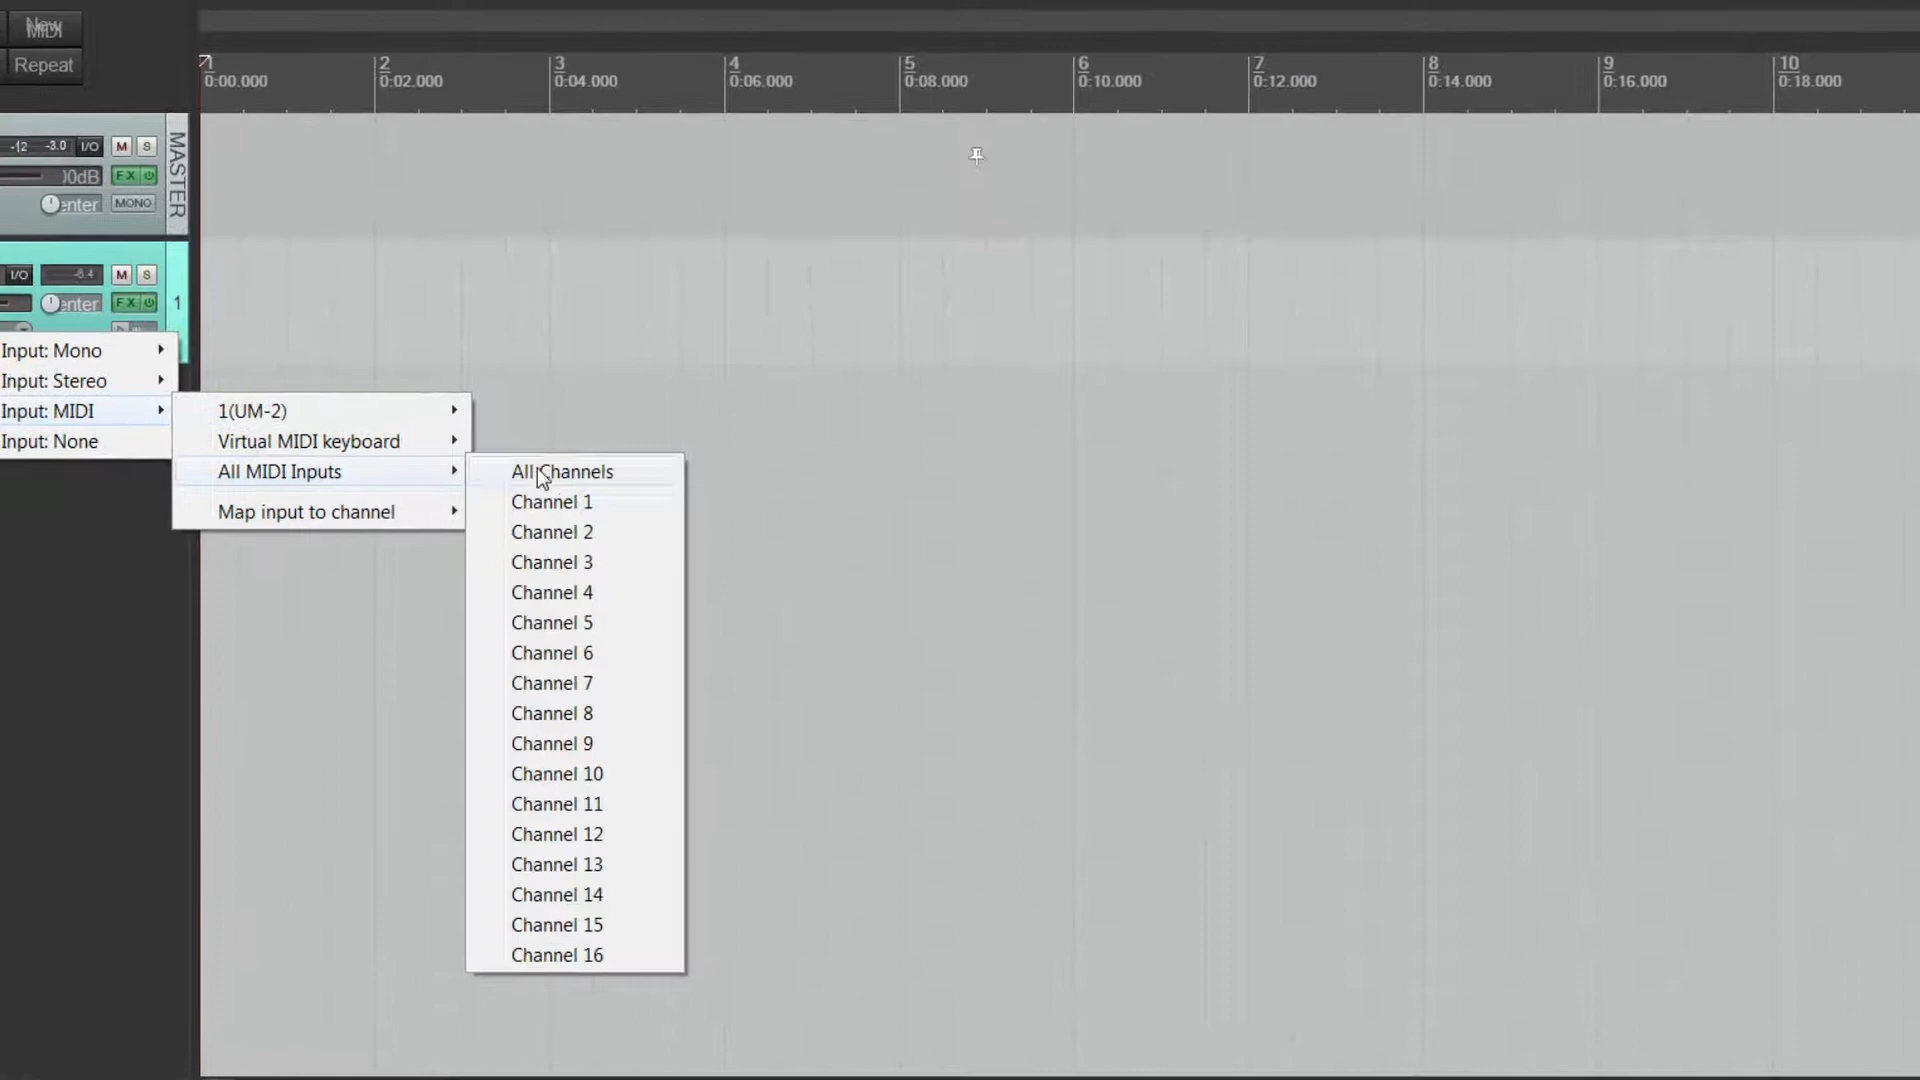 New
MIDI
Repeat
1 2 3 4 5 6 7 8 9 10
0:00.000 0:02.000 0:04.000 0:06.000 0:08.000 0:10.000 0:12.000 0:14.000 0:16.000 0:18.000
-12 -3.0 I/O M S
0dB FX
enter MONO
MASTER
I/O -6.4 M S
enter FX 1
Input: Mono
Input: Stereo
Input: MIDI
Input: None
1(UM-2)
Virtual MIDI keyboard
All MIDI Inputs
Map input to channel
All Channels
Channel 1
Channel 2
Channel 3
Channel 4
Channel 5
Channel 6
Channel 7
Channel 8
Channel 9
Channel 10
Channel 11
Channel 12
Channel 13
Channel 14
Channel 15
Channel 16